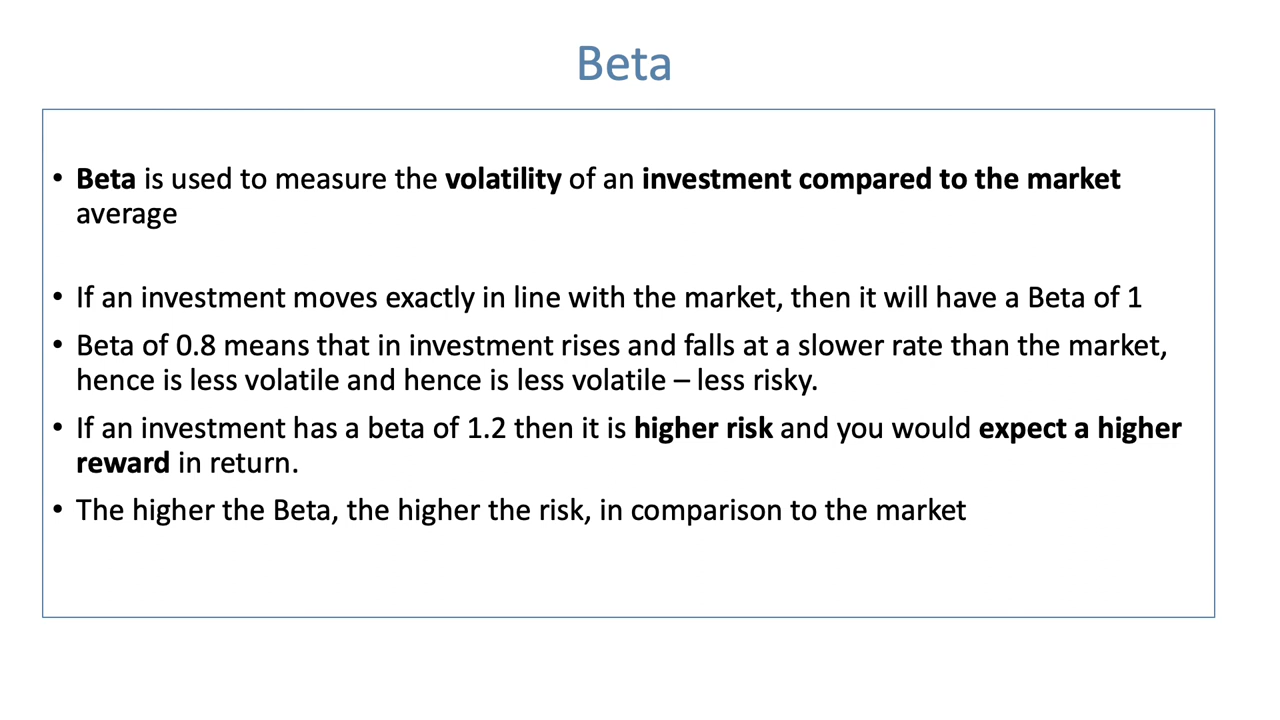 Beta
• Beta is used to measure the volatility of an investment compared to the market
average
• If an investment moves exactly in line with the market, then it will have a Beta of 1
• Beta of 0.8 means that in investment rises and falls at a slower rate than the market,
hence is less volatile and hence is less volatile – less risky.
• If an investment has a beta of 1.2 then it is higher risk and you would expect a higher
reward in return.
• The higher the Beta, the higher the risk, in comparison to the market